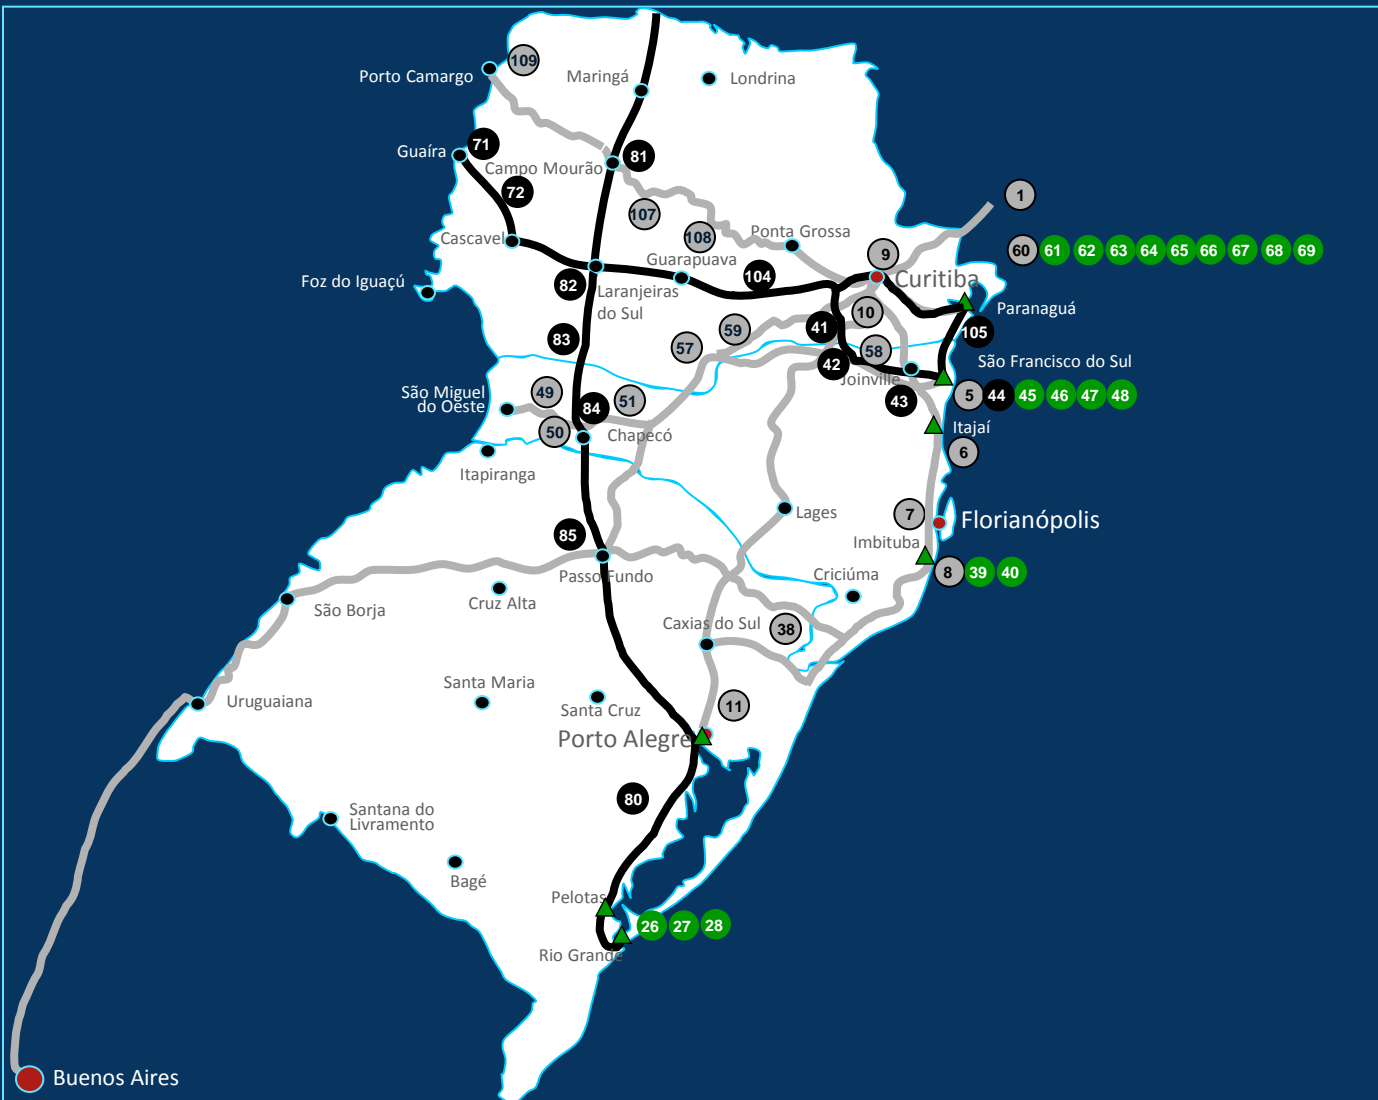 109
Porto Camargo
Maringá
Londrina
71
Guaíra
81
Campo Mourão
72
1
107
108
Ponta Grossa
Cascavel
9
60 61 62 63 64 65 66 67 68 69
Guarapuava
104
Curitiba
Foz do Iguaçú
82
Laranjeiras
do Sul
10
Paranaguá
59
41
105
83
57
58
42
Joinville
São Francisco do Sul
São Miguel
do Oeste
49
51
84
43
5 44 45 46 47 48
50
Chapecó
Itajaí
6
Itapiranga
Lages
7
Florianópolis
85
Imbituba
Passo Fundo
Criciúma
8 39 40
São Borja
Cruz Alta
Caxias do Sul
38
Santa Maria
Uruguaiana
Santa Cruz
11
Porto Alegre
80
Santana do
Livramento
Bagé
Pelotas
26 27 28
Rio Grande
Buenos Aires